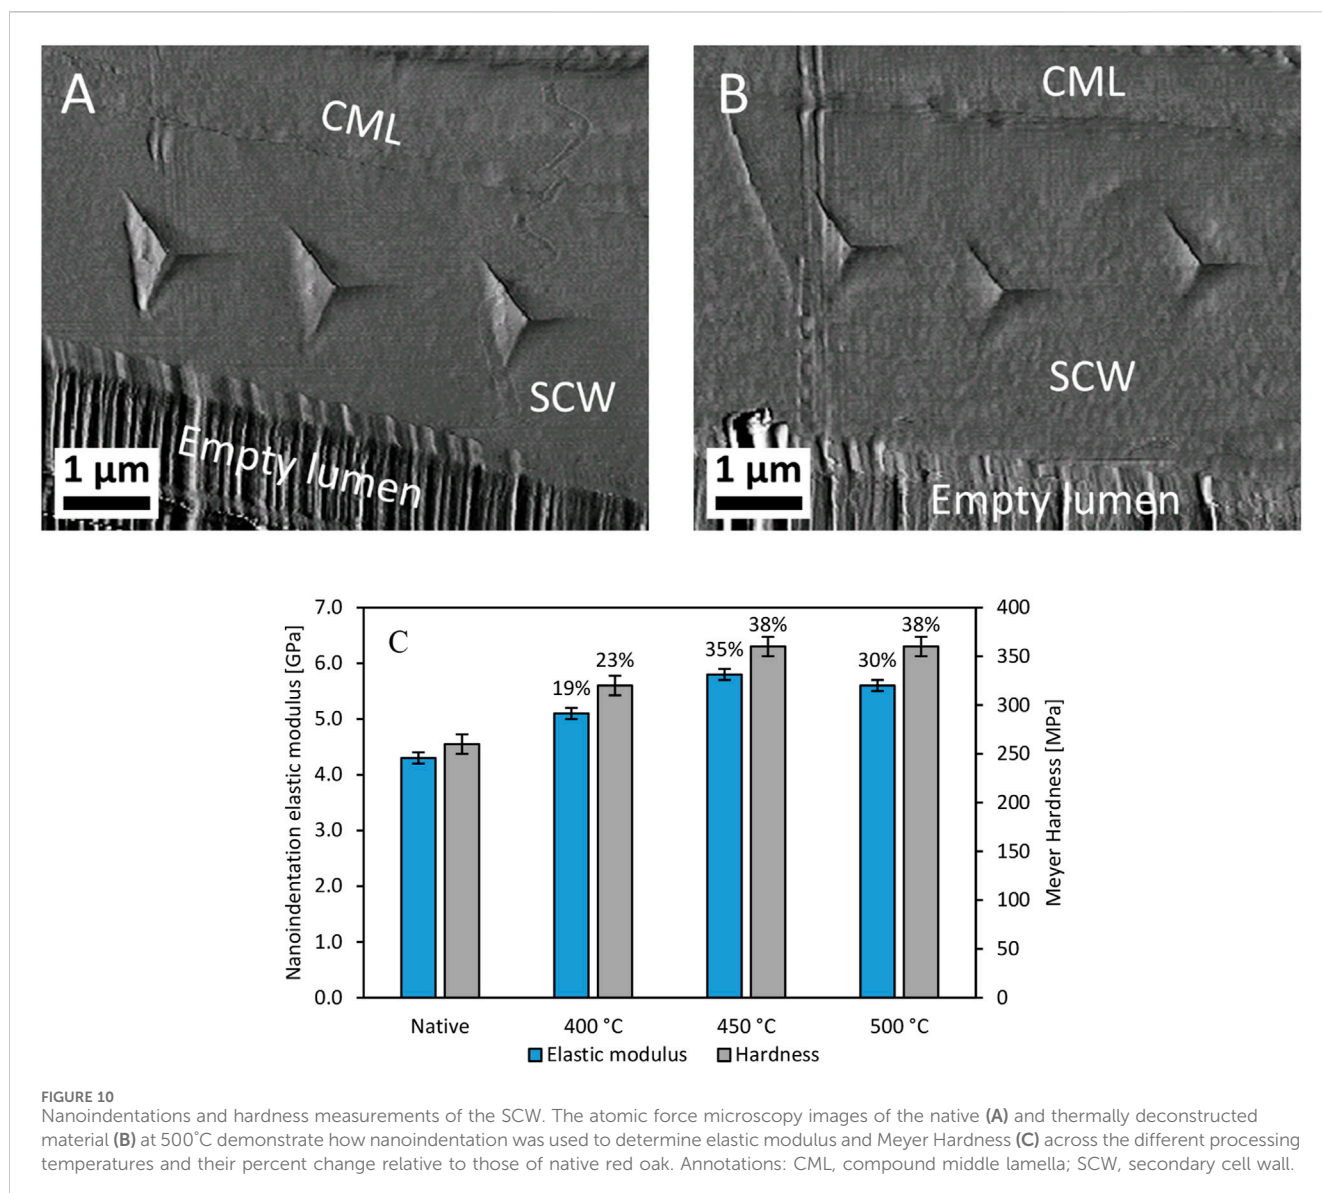 A
CML
SCW
Empty lumen
1 µm
B
CML
SCW
Empty lumen
1 µm
C
Nanoindentation elastic modulus [GPa]
7.0
6.0
5.0
4.0
3.0
2.0
1.0
0.0
19%
23%
35%
38%
30%
38%
400
350
300
250
200
150
100
50
0
Meyer Hardness [MPa]
Native
400 °C
450 °C
500 °C
Elastic modulus
Hardness
FIGURE 10
Nanoindentations and hardness measurements of the SCW. The atomic force microscopy images of the native (A) and thermally deconstructed
material (B) at 500°C demonstrate how nanoindentation was used to determine elastic modulus and Meyer Hardness (C) across the different processing
temperatures and their percent change relative to those of native red oak. Annotations: CML, compound middle lamella; SCW, secondary cell wall.